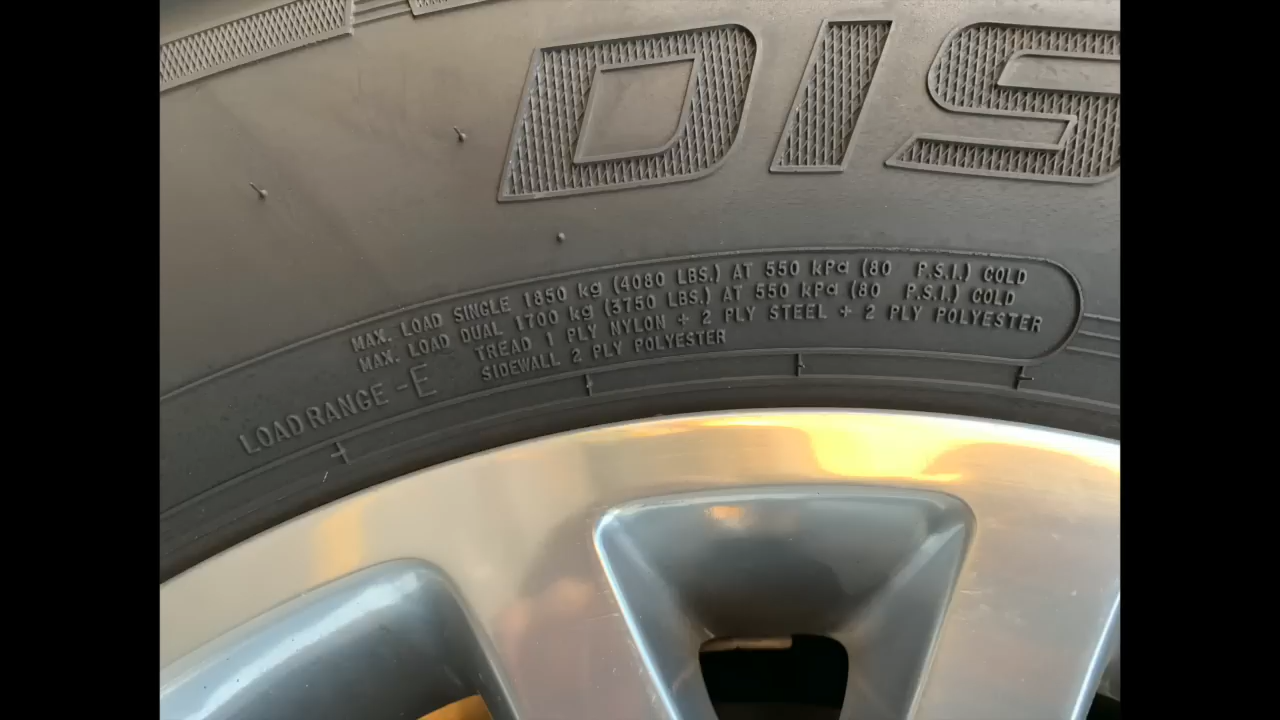 DIS
MAX. LOAD SINGLE 1850 kg (4080 LBS.) AT 550 kPa (80 P.S.I.) COLD
MAX. LOAD DUAL 1700 kg (3750 LBS.) AT 550 kPa (80 P.S.I.) COLD
TREAD 1 PLY NYLON + 2 PLY STEEL + 2 PLY POLYESTER
SIDEWALL 2 PLY POLYESTER
LOAD RANGE - E